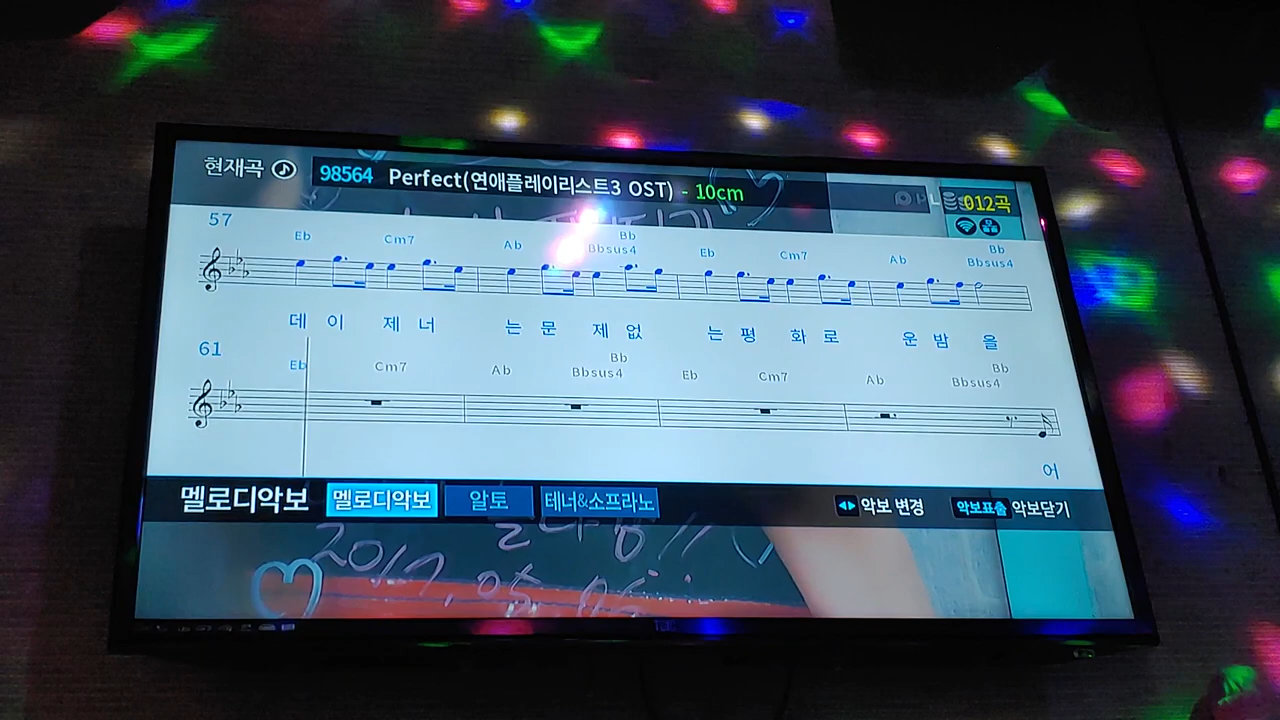 현재곡 98564 Perfect(연애플레이리스트3 OST) - 10cm 012곡
57
Eb Cm7 Ab Bbsus4 Bb Eb Cm7 Ab Bbsus4 Bb
데 이 제 너 는 문 제 없 는 평 화 로 운 밤 을
61
Eb Cm7 Ab Bbsus4 Bb Eb Cm7 Ab Bbsus4 Bb
어
멜로디악보 멜로디악보 알토 테너&소프라노 악보 변경 악보표출 악보닫기
2017.